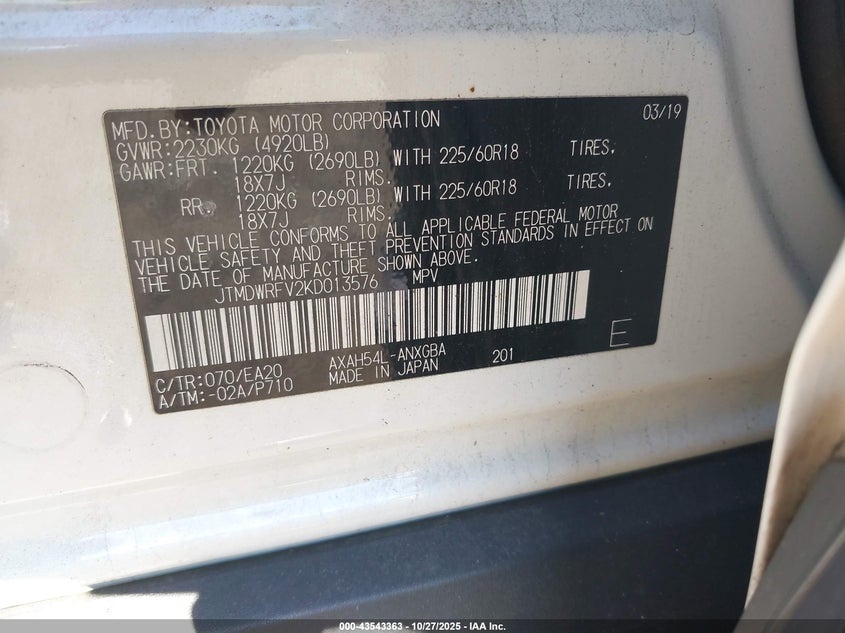 MFD.BY:TOYOTA MOTOR CORPORATION 03/19
GVWR:2230KG (4920LB)
GAWR:FRT. 1220KG (2690LB) WITH 225/60R18 TIRES.
18X7J RIMS.
RR. 1220KG (2690LB) WITH 225/60R18 TIRES.
18X7J RIMS.
THIS VEHICLE CONFORMS TO ALL APPLICABLE FEDERAL MOTOR
VEHICLE SAFETY AND THEFT PREVENTION STANDARDS IN EFFECT ON
THE DATE OF MANUFACTURE SHOWN ABOVE.
JTMDWRFV2KD013576 MPV
E
C/TR:070/EA20 AXAH54L-ANXGBA 201
A/TM:-02A/P710 MADE IN JAPAN
000-43543363 | 10/27/2025 - IAA Inc.